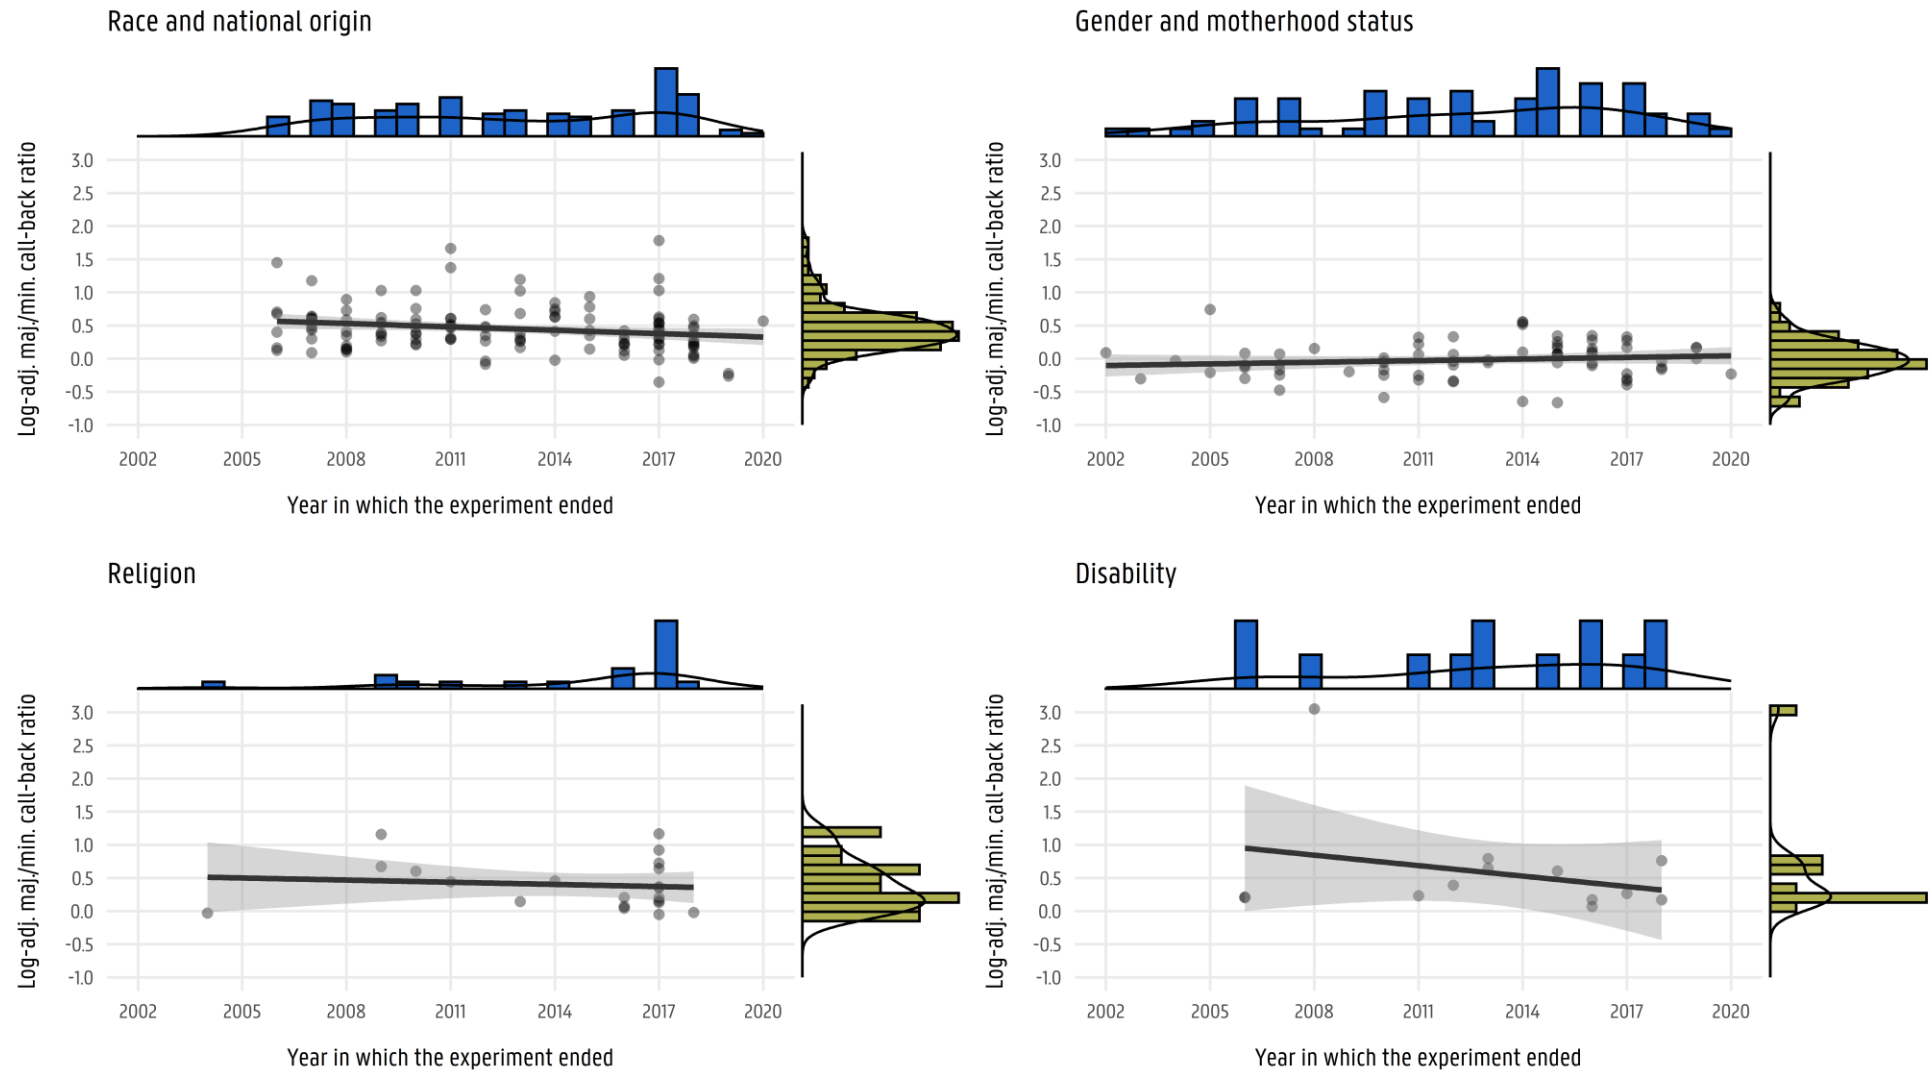 Race and national origin
Log-adj. maj/min. call-back ratio
3.0
2.5
2.0
1.5
1.0
0.5
0.0
-0.5
-1.0
2002 2005 2008 2011 2014 2017 2020
Year in which the experiment ended
Gender and motherhood status
Log-adj. maj/min. call-back ratio
3.0
2.5
2.0
1.5
1.0
0.5
0.0
-0.5
-1.0
2002 2005 2008 2011 2014 2017 2020
Year in which the experiment ended
Religion
Log-adj. maj/min. call-back ratio
3.0
2.5
2.0
1.5
1.0
0.5
0.0
-0.5
-1.0
2002 2005 2008 2011 2014 2017 2020
Year in which the experiment ended
Disability
Log-adj. maj/min. call-back ratio
3.0
2.5
2.0
1.5
1.0
0.5
0.0
-0.5
-1.0
2002 2005 2008 2011 2014 2017 2020
Year in which the experiment ended